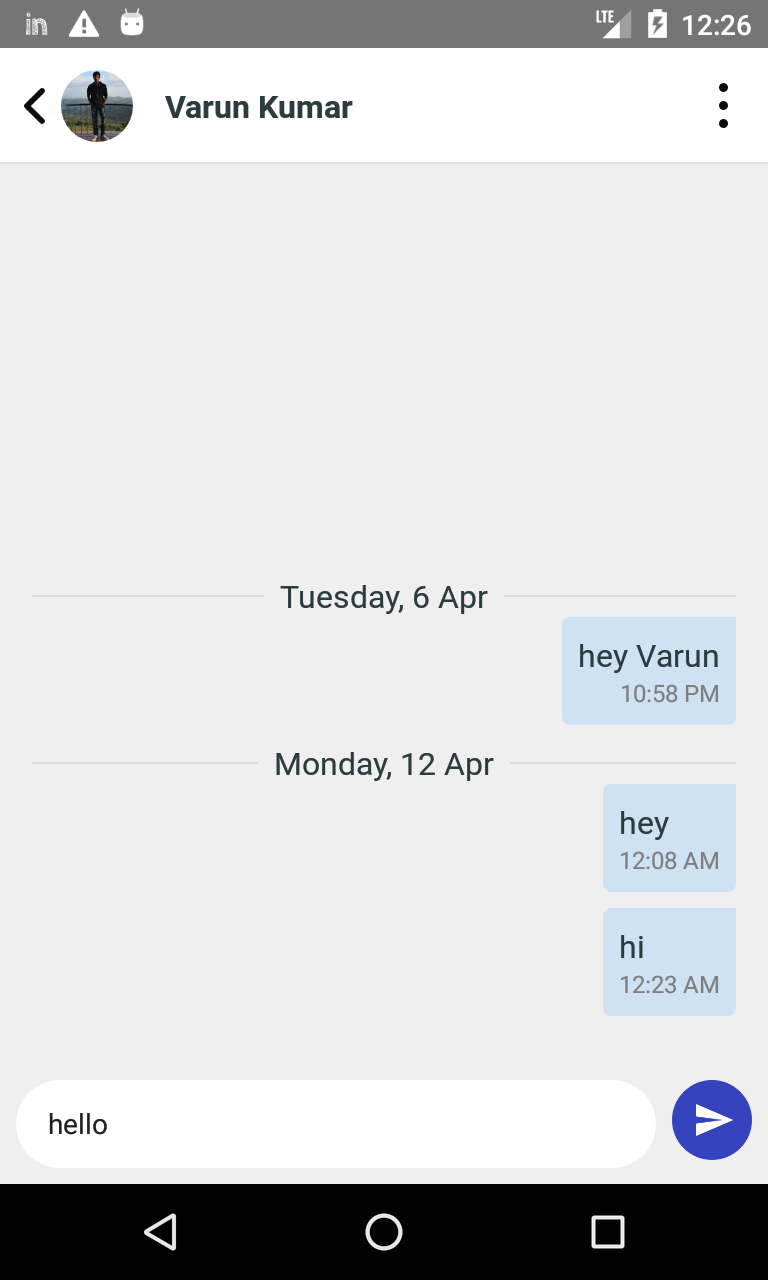 in LTE 12:26
Varun Kumar
Tuesday, 6 Apr
hey Varun
10:58 PM
Monday, 12 Apr
hey
12:08 AM
hi
12:23 AM
hello